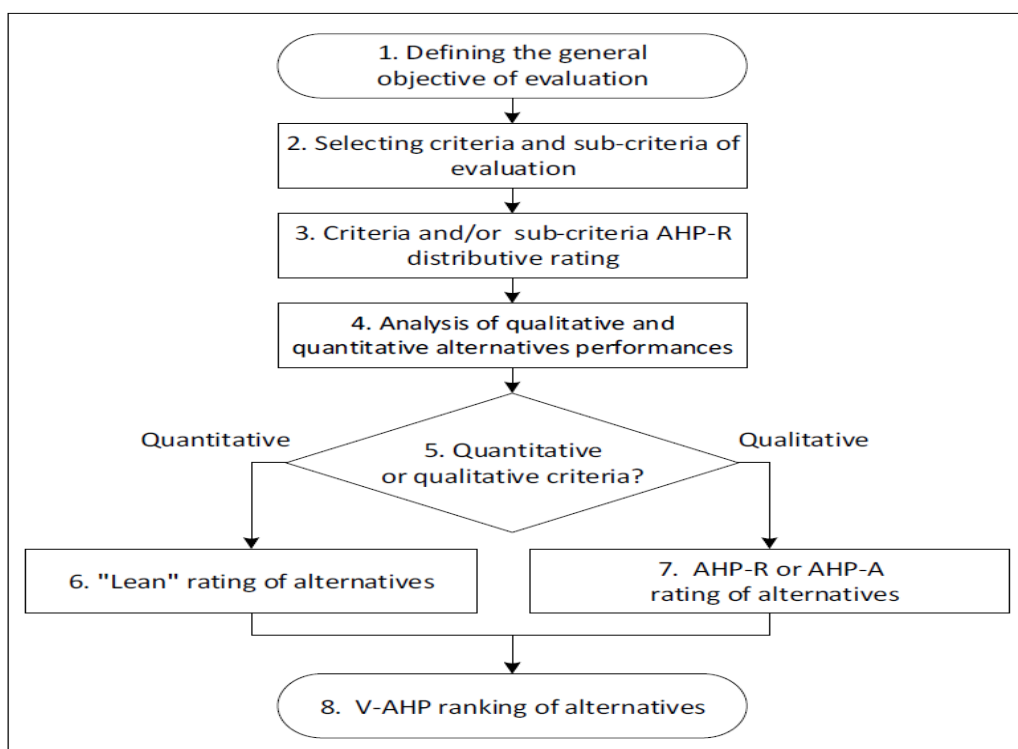 1. Defining the general
objective of evaluation
2. Selecting criteria and sub-criteria of
evaluation
3. Criteria and/or sub-criteria AHP-R
distributive rating
4. Analysis of qualitative and
quantitative alternatives performances
Quantitative
Qualitative
5. Quantitative
or qualitative criteria?
6. "Lean" rating of alternatives
7. AHP-R or AHP-A
rating of alternatives
8. V-AHP ranking of alternatives